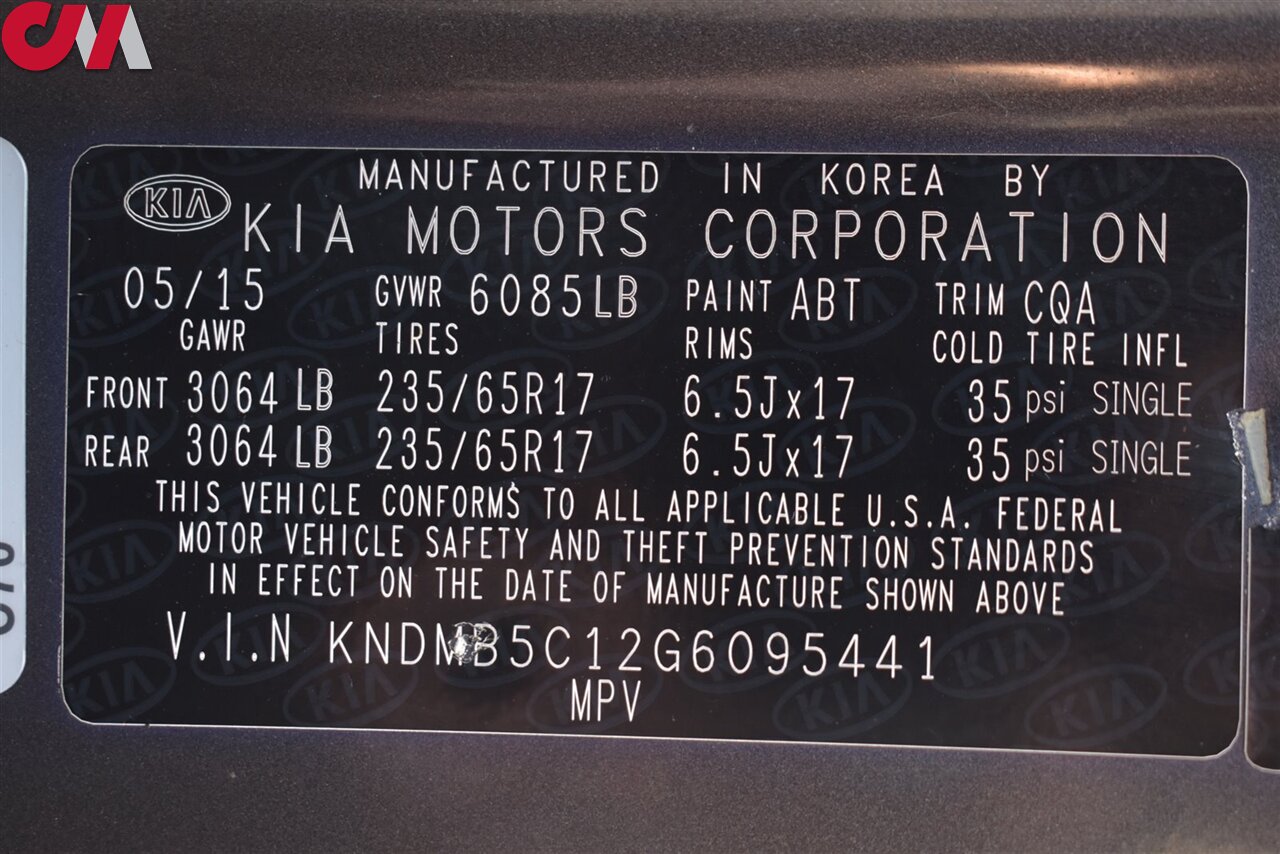 CM
MANUFACTURED IN KOREA BY
KIA KIA MOTORS CORPORATION
05/15 GVWR 6085LB PAINT ABT TRIM CQA
GAWR TIRES RIMS COLD TIRE INFL
FRONT 3064 LB 235/65R17 6.5Jx17 35 psi SINGLE
REAR 3064 LB 235/65R17 6.5Jx17 35 psi SINGLE
THIS VEHICLE CONFORMS TO ALL APPLICABLE U.S.A. FEDERAL
MOTOR VEHICLE SAFETY AND THEFT PREVENTION STANDARDS
IN EFFECT ON THE DATE OF MANUFACTURE SHOWN ABOVE
V.I.N KNDMB5C12G6095441
MPV